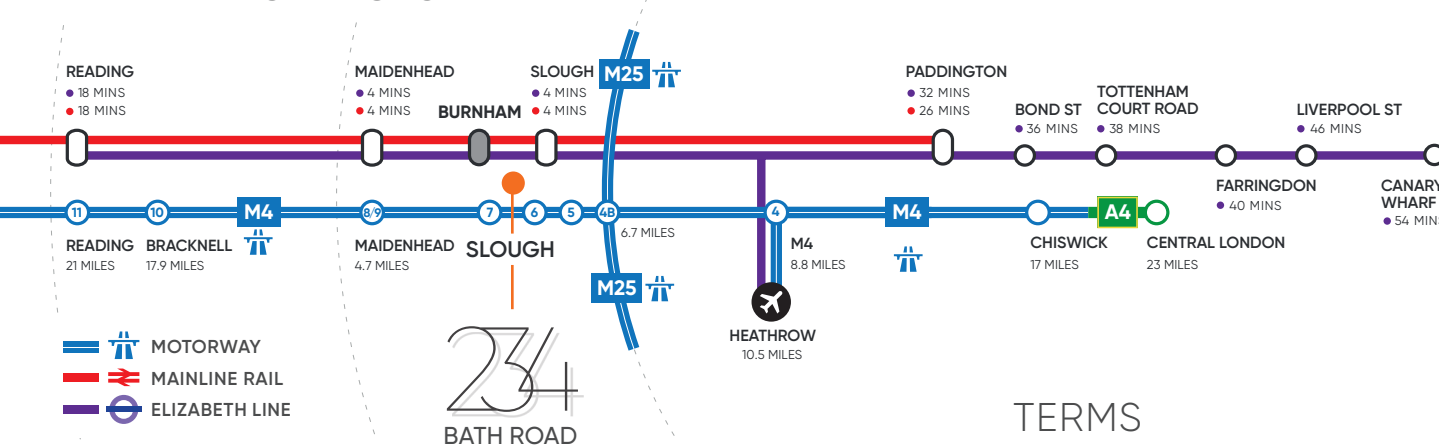 READING
18 MINS
18 MINS
MAIDENHEAD
4 MINS
4 MINS
BURNHAM
SLOUGH
4 MINS
4 MINS
M25
PADDINGTON
32 MINS
26 MINS
BOND ST
36 MINS
TOTTENHAM
COURT ROAD
38 MINS
LIVERPOOL ST
46 MINS
FARRINGDON
40 MINS
CANARY
WHARF
54 MINS
11
10
M4
8/9
7
6
5
4B
4
M4
A4
READING
21 MILES
BRACKNELL
17.9 MILES
MAIDENHEAD
4.7 MILES
SLOUGH
6.7 MILES
M4
8.8 MILES
CHISWICK
17 MILES
CENTRAL LONDON
23 MILES
M25
HEATHROW
10.5 MILES
MOTORWAY
MAINLINE RAIL
ELIZABETH LINE
234
BATH ROAD
TERMS